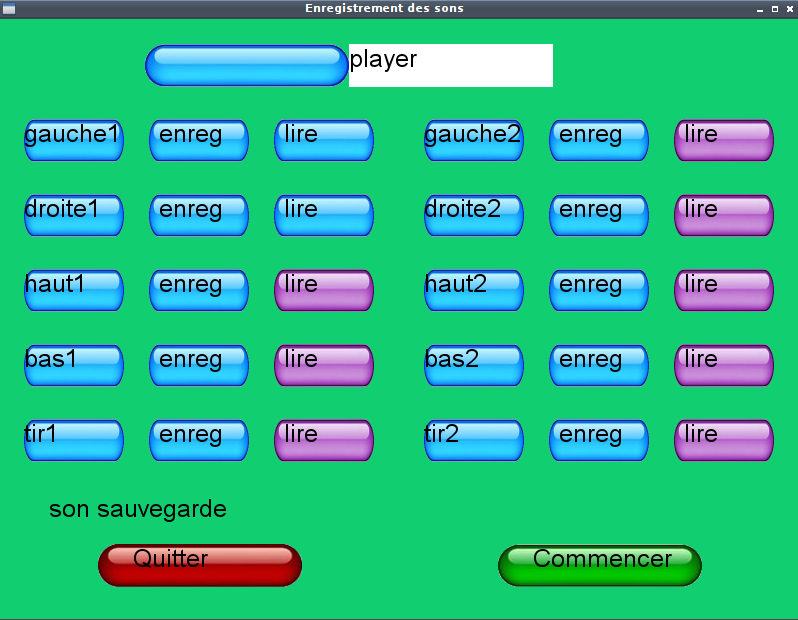 Enregistrement des sons
player
gauche1 enreg lire gauche2 enreg lire
droite1 enreg lire droite2 enreg lire
haut1 enreg lire haut2 enreg lire
bas1 enreg lire bas2 enreg lire
tir1 enreg lire tir2 enreg lire
son sauvegarde
Quitter Commencer